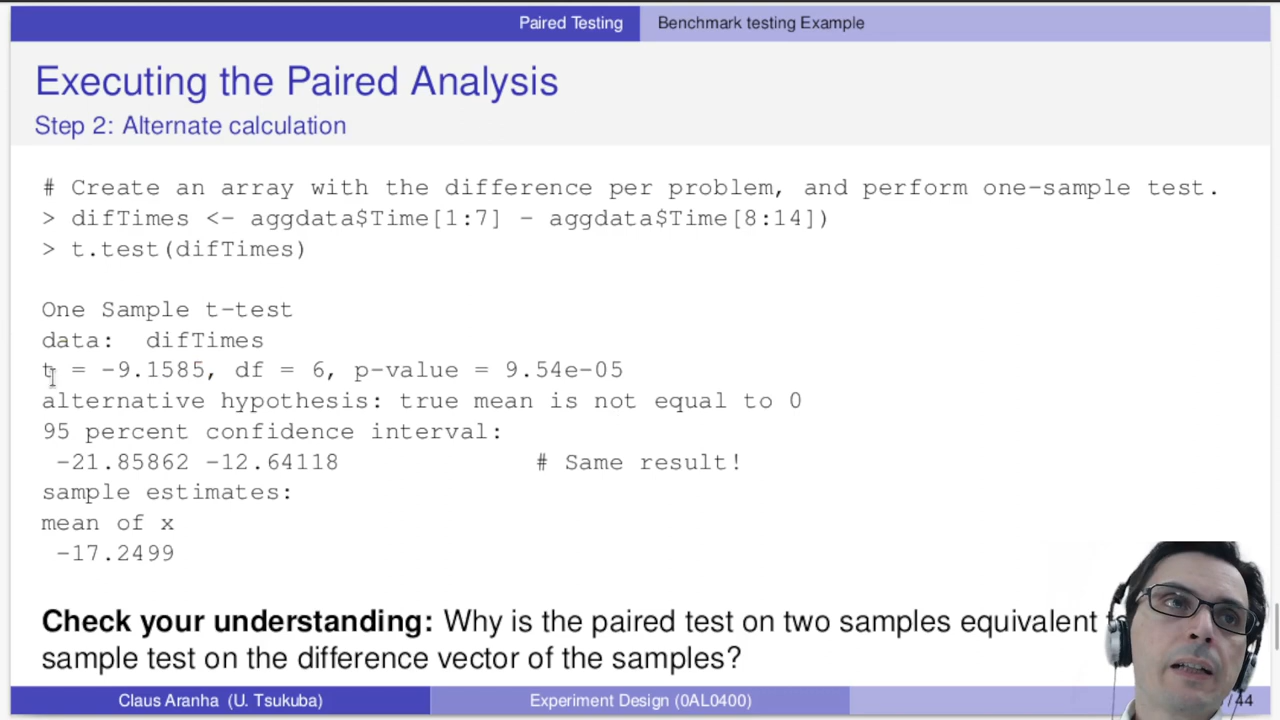 Paired Testing
Benchmark testing Example
Executing the Paired Analysis
Step 2: Alternate calculation
# Create an array with the difference per problem, and perform one-sample test.
> difTimes <- aggdata$Time[1:7] - aggdata$Time[8:14])
> t.test(difTimes)
One Sample t-test
data: difTimes
t = -9.1585, df = 6, p-value = 9.54e-05
alternative hypothesis: true mean is not equal to 0
95 percent confidence interval:
-21.85862 -12.64118 # Same result!
sample estimates:
mean of x
-17.2499
Check your understanding: Why is the paired test on two samples equivalent
sample test on the difference vector of the samples?
Claus Aranha (U. Tsukuba)
Experiment Design (0AL0400)
/44